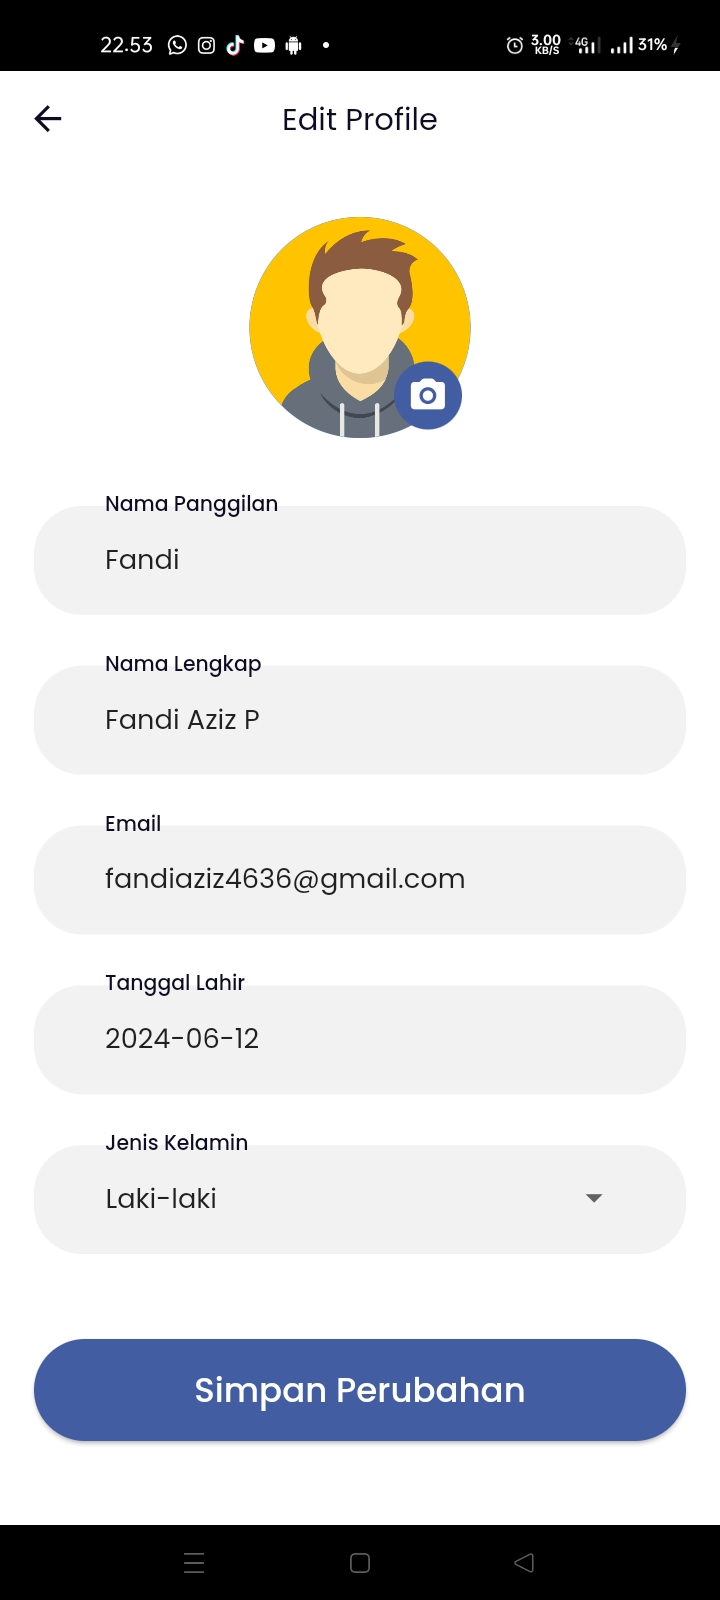 22.53 3.00 KB/S 4G 31%
Edit Profile
Nama Panggilan
Fandi
Nama Lengkap
Fandi Aziz P
Email
fandiaziz4636@gmail.com
Tanggal Lahir
2024-06-12
Jenis Kelamin
Laki-laki
Simpan Perubahan